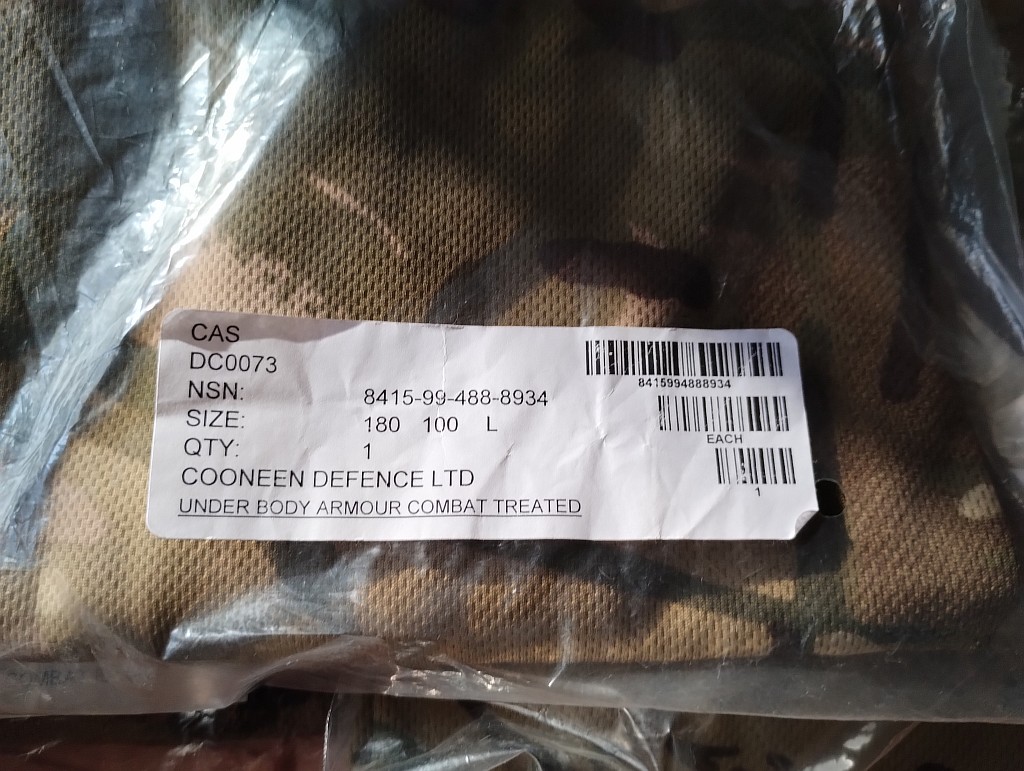 CAS
DC0073
NSN: 8415-99-488-8934
SIZE: 180 100 L
QTY: 1
COONEEN DEFENCE LTD
UNDER BODY ARMOUR COMBAT TREATED
8415994888934
EACH
1